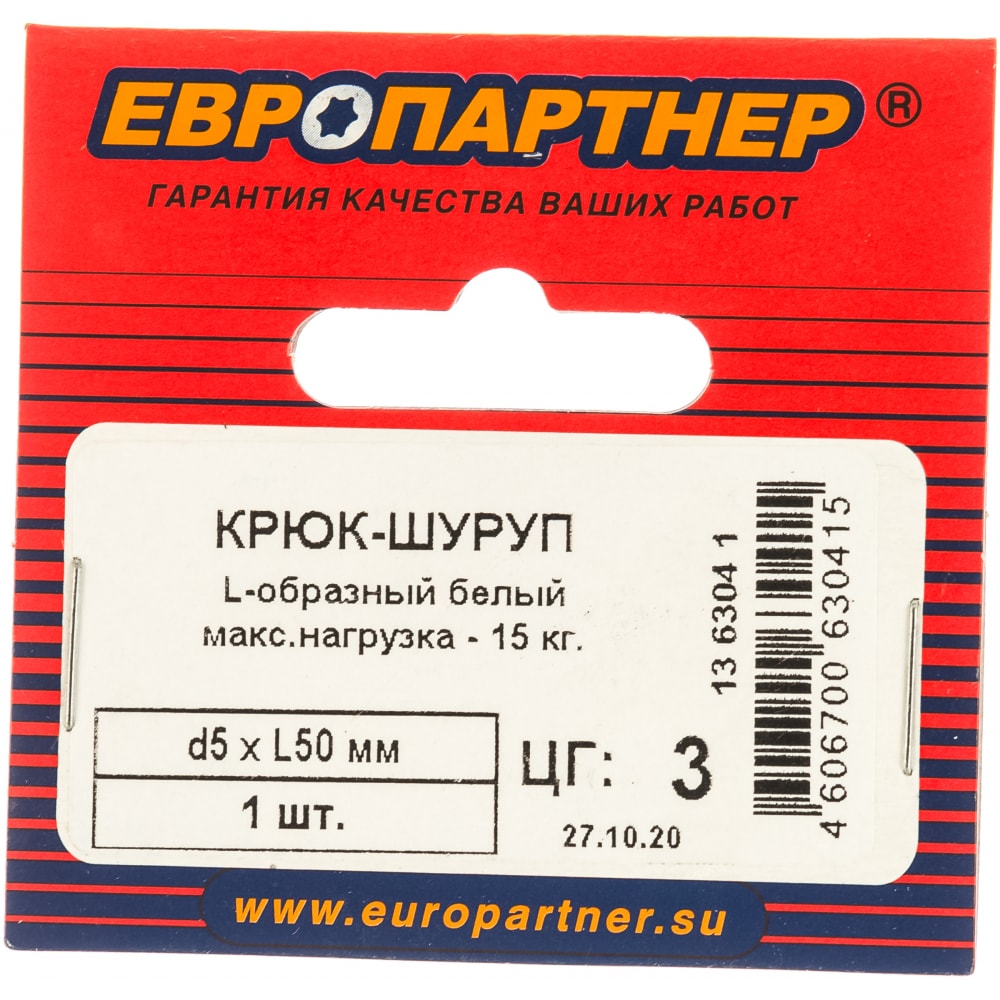 ЕВРОПАРТНЕР ®
ГАРАНТИЯ КАЧЕСТВА ВАШИХ РАБОТ
КРЮК-ШУРУП
L-образный белый
макс.нагрузка - 15 кг.
d5 x L50 мм
1 шт.
ЦГ: 3
27.10.20
13 6304 1
4 606700 630415
www.europartner.su